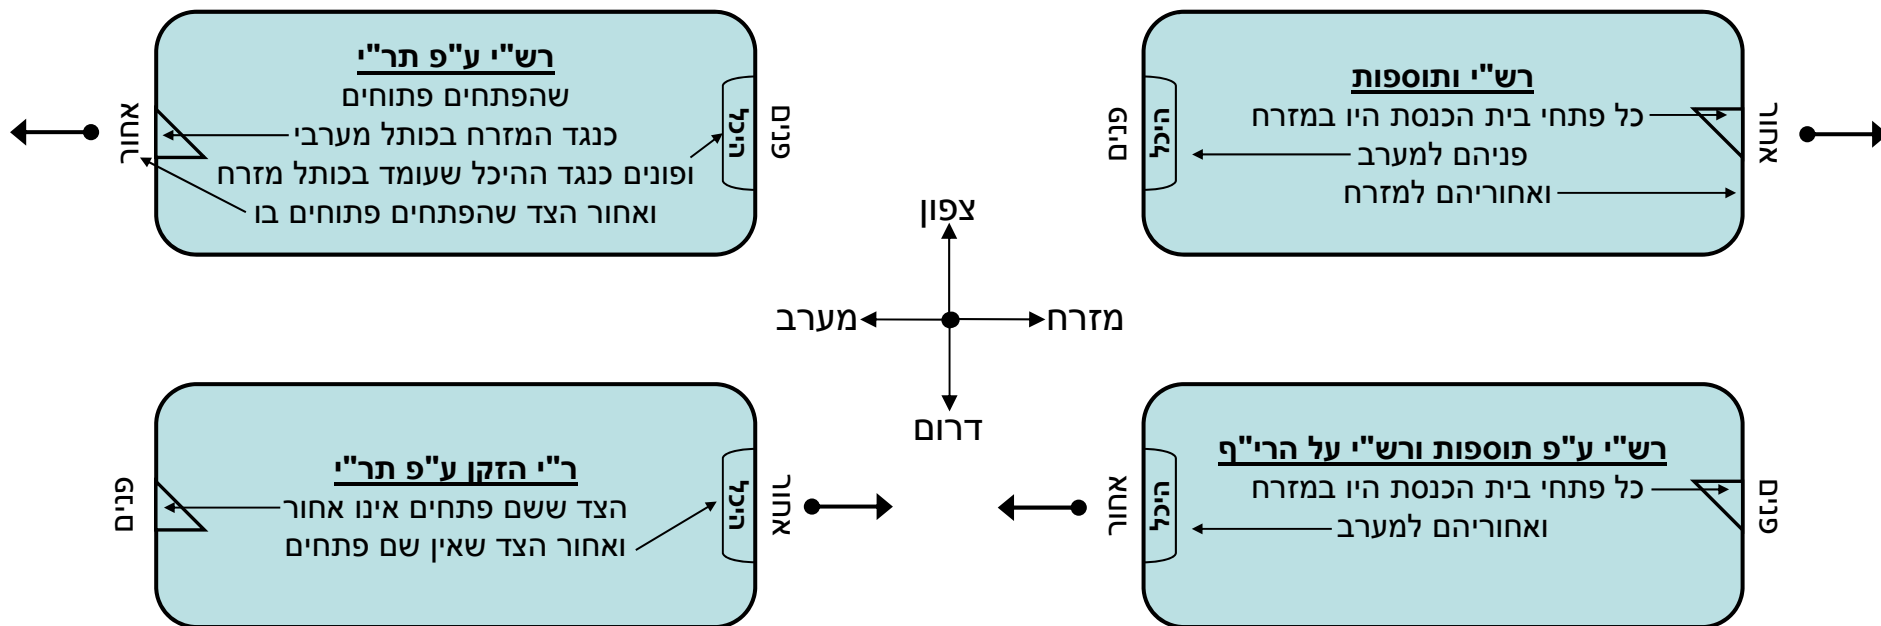 רש"י ותוספות
כל פתחי בית הכנסת היו במזרח
פניהם למערב
ואחוריהם למזרח
אחור
היכל
פנים
רש"י ע"פ תר"י
שהפתחים פתוחים
כנגד המזרח בכותל מערבי
ופונים כנגד ההיכל שעומד בכותל מזרח
ואחור הצד שהפתחים פתוחים בו
פנים
היכל
אחור
צפון
מזרח
מערב
דרום
רש"י ע"פ תוספות ורש"י על הרי"ף
כל פתחי בית הכנסת היו במזרח
ואחוריהם למערב
פנים
היכל
אחור
ר"י הזקן ע"פ תר"י
הצד ששם פתחים אינו אחור
ואחור הצד שאין שם פתחים
אחור
היכל
פנים